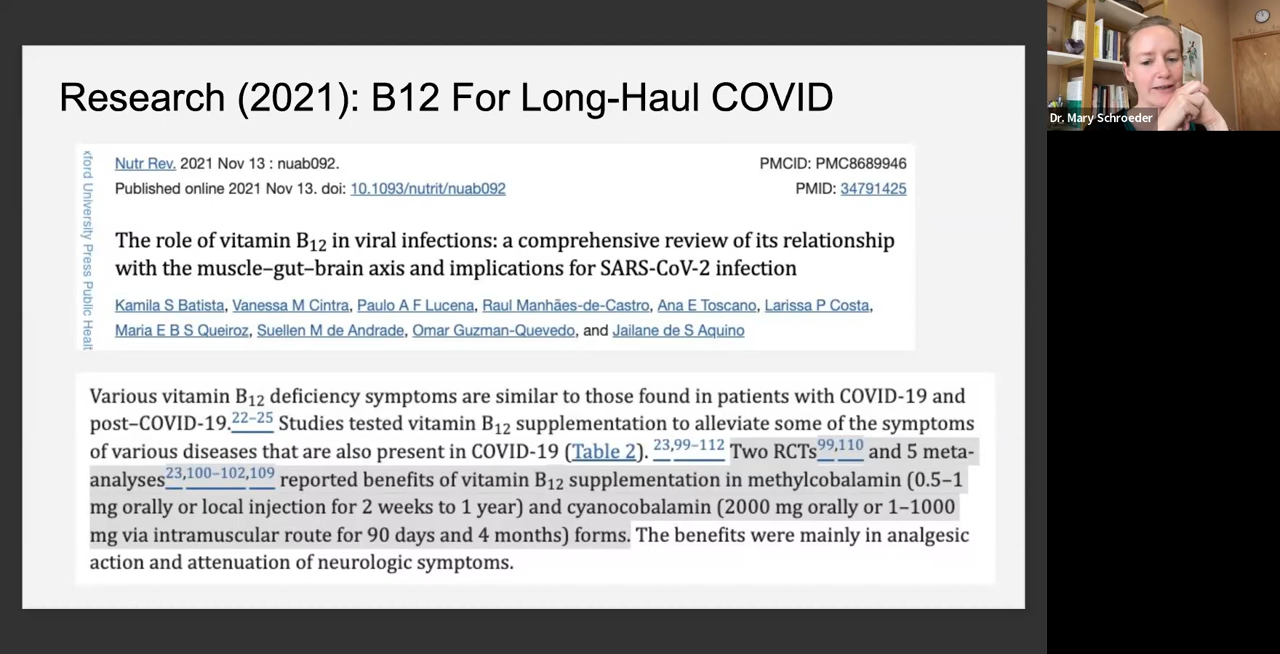 Research (2021): B12 For Long-Haul COVID
Dr. Mary Schroeder
xford University Press Public Healt
Nutr Rev. 2021 Nov 13 : nuab092.
PMCID: PMC8689946
Published online 2021 Nov 13. doi: 10.1093/nutrit/nuab092
PMID: 34791425
The role of vitamin B12 in viral infections: a comprehensive review of its relationship
with the muscle–gut–brain axis and implications for SARS-CoV-2 infection
Kamila S Batista, Vanessa M Cintra, Paulo A F Lucena, Raul Manhães-de-Castro, Ana E Toscano, Larissa P Costa,
Maria E B S Queiroz, Suellen M de Andrade, Omar Guzman-Quevedo, and Jailane de S Aquino
Various vitamin B12 deficiency symptoms are similar to those found in patients with COVID-19 and
post–COVID-19.22–25 Studies tested vitamin B12 supplementation to alleviate some of the symptoms
of various diseases that are also present in COVID-19 (Table 2). 23,99–112 Two RCTs99,110 and 5 meta-
analyses23,100–102,109 reported benefits of vitamin B12 supplementation in methylcobalamin (0.5–1
mg orally or local injection for 2 weeks to 1 year) and cyanocobalamin (2000 mg orally or 1–1000
mg via intramuscular route for 90 days and 4 months) forms. The benefits were mainly in analgesic
action and attenuation of neurologic symptoms.